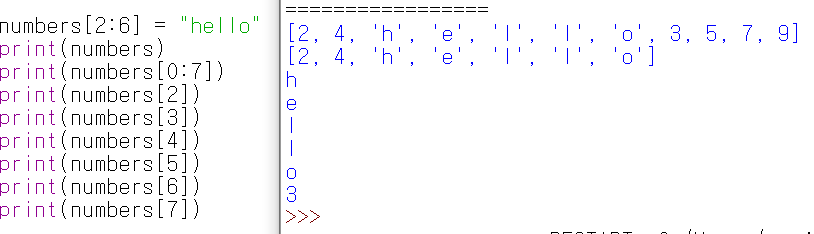 numbers[2:6] = "hello"
print(numbers)
print(numbers[0:7])
print(numbers[2])
print(numbers[3])
print(numbers[4])
print(numbers[5])
print(numbers[6])
print(numbers[7])
=================
[2, 4, 'h', 'e', 'l', 'l', 'o', 3, 5, 7, 9]
[2, 4, 'h', 'e', 'l', 'l', 'o']
h
e
l
l
o
3
>>>